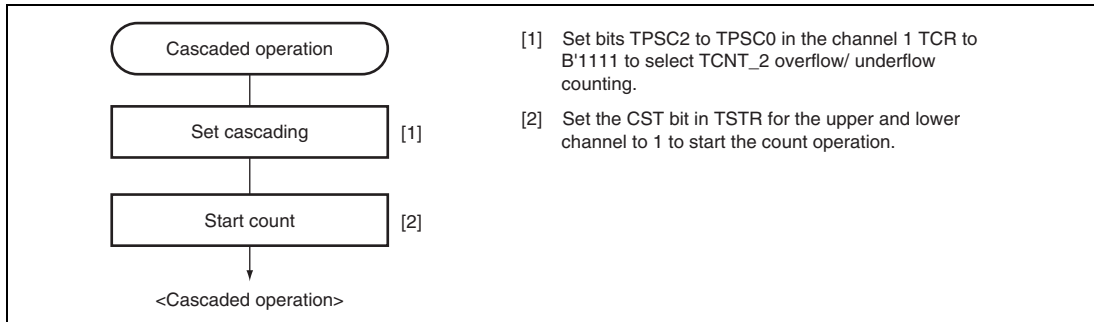 Cascaded operation
Set cascading
[1]
Start count
[2]
<Cascaded operation>
[1] Set bits TPSC2 to TPSC0 in the channel 1 TCR to
B'1111 to select TCNT_2 overflow/ underflow
counting.
[2] Set the CST bit in TSTR for the upper and lower
channel to 1 to start the count operation.